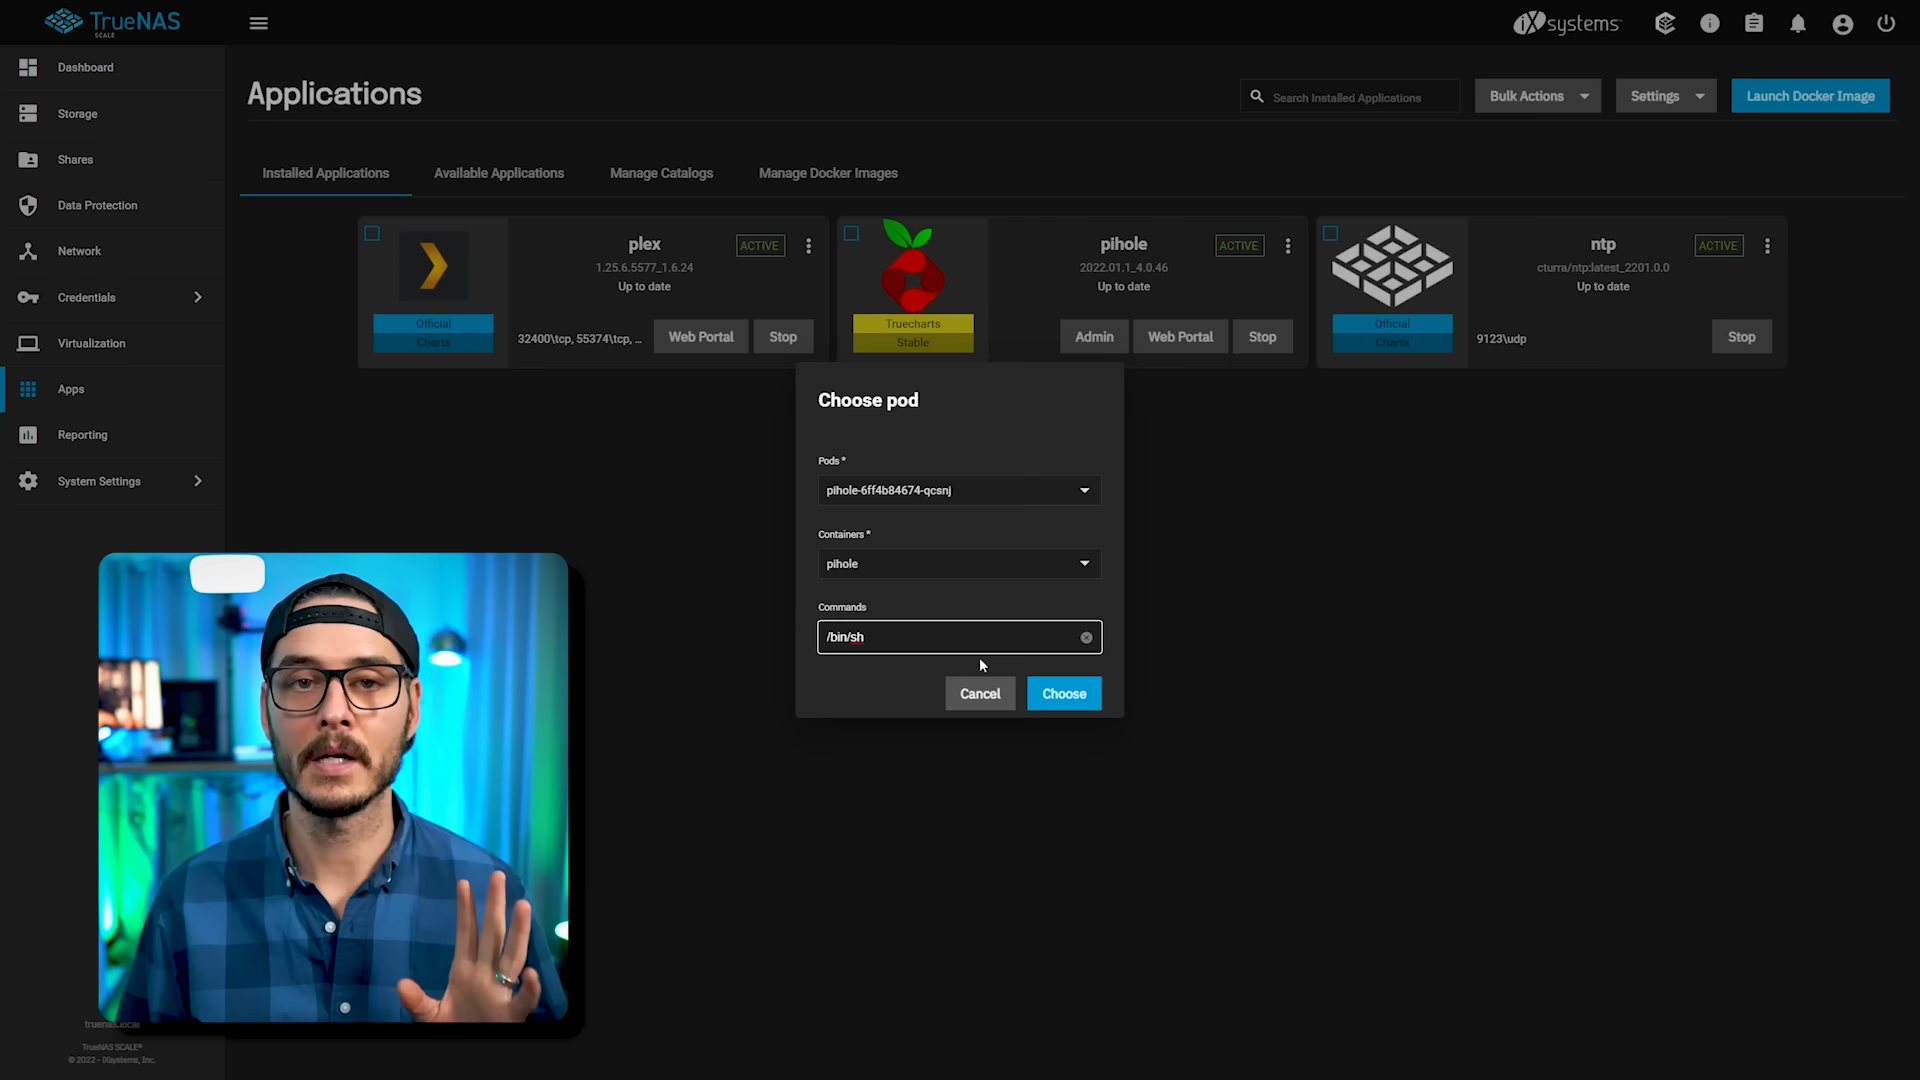 TrueNAS
SCALE
iXsystems
Dashboard
Storage
Shares
Data Protection
Network
Credentials
Virtualization
Apps
Reporting
System Settings
truenas.local
TrueNAS SCALE®
© 2022 - iXsystems, Inc.
Applications
Search Installed Applications
Bulk Actions
Settings
Launch Docker Image
Installed Applications
Available Applications
Manage Catalogs
Manage Docker Images
plex
ACTIVE
1.25.6.5577_1.6.24
Up to date
Official
Charts
32400\tcp, 55374\tcp, ...
Web Portal
Stop
pihole
ACTIVE
2022.01.1_4.0.46
Up to date
Truecharts
Stable
Admin
Web Portal
Stop
ntp
ACTIVE
cturra/ntp:latest_2201.0.0
Up to date
Official
Charts
9123\udp
Stop
Choose pod
Pods *
pihole-6ff4b84674-qcsnj
Containers *
pihole
Commands
/bin/sh
Cancel
Choose